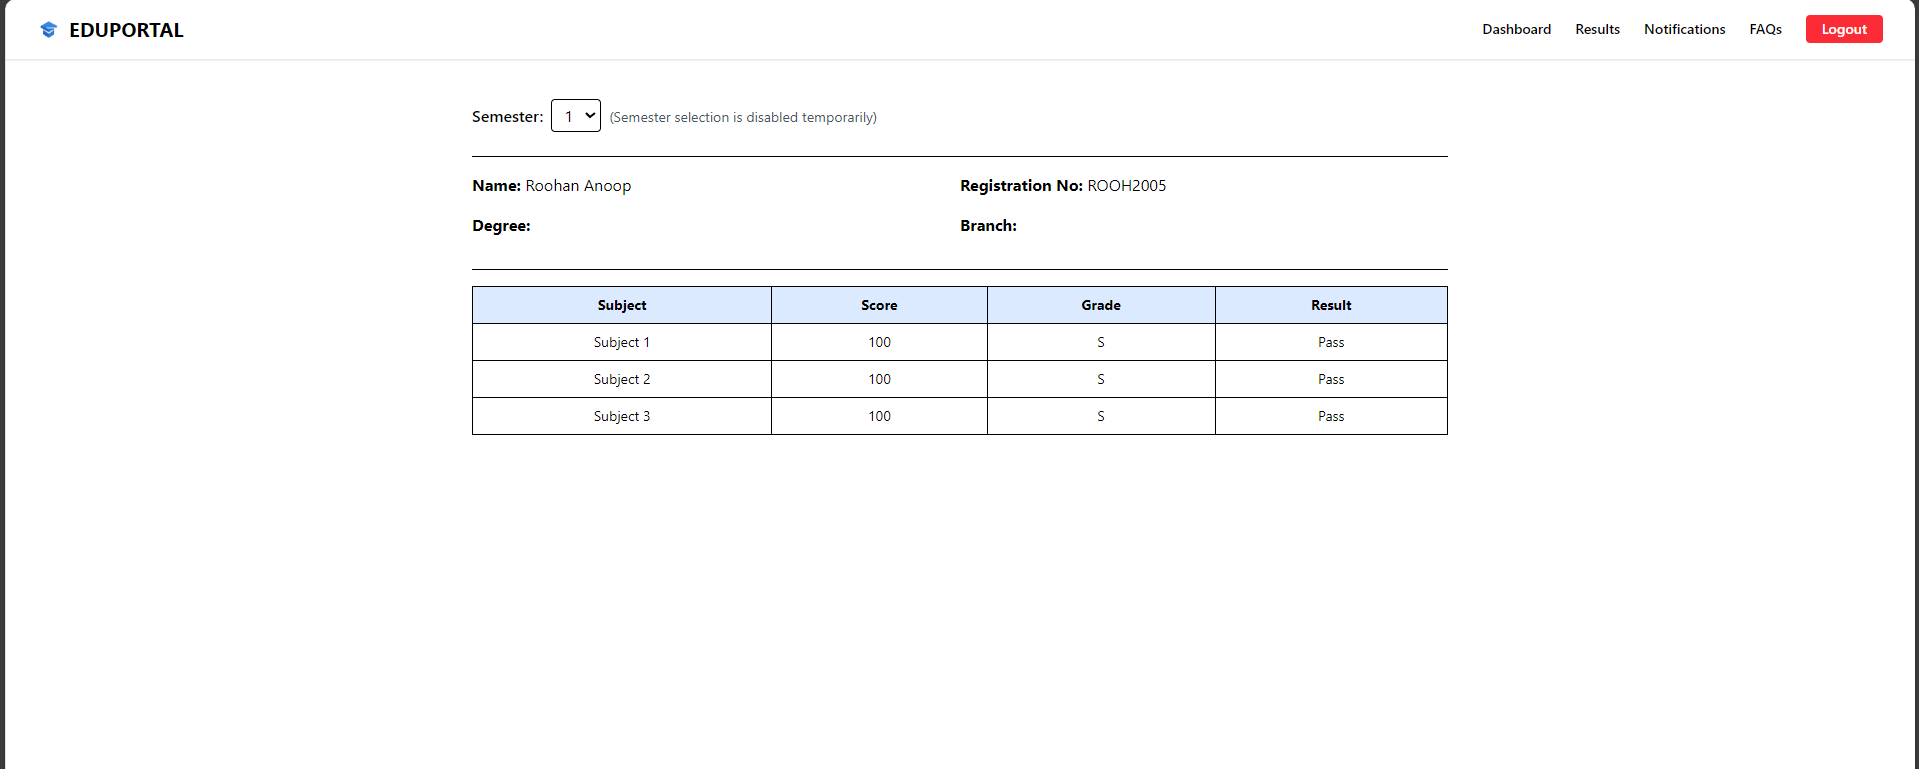 EDUPORTAL
Dashboard Results Notifications FAQs Logout
Semester: 1 (Semester selection is disabled temporarily)
Name: Roohan Anoop Registration No: ROOH2005
Degree: Branch:
Subject Score Grade Result
Subject 1 100 S Pass
Subject 2 100 S Pass
Subject 3 100 S Pass